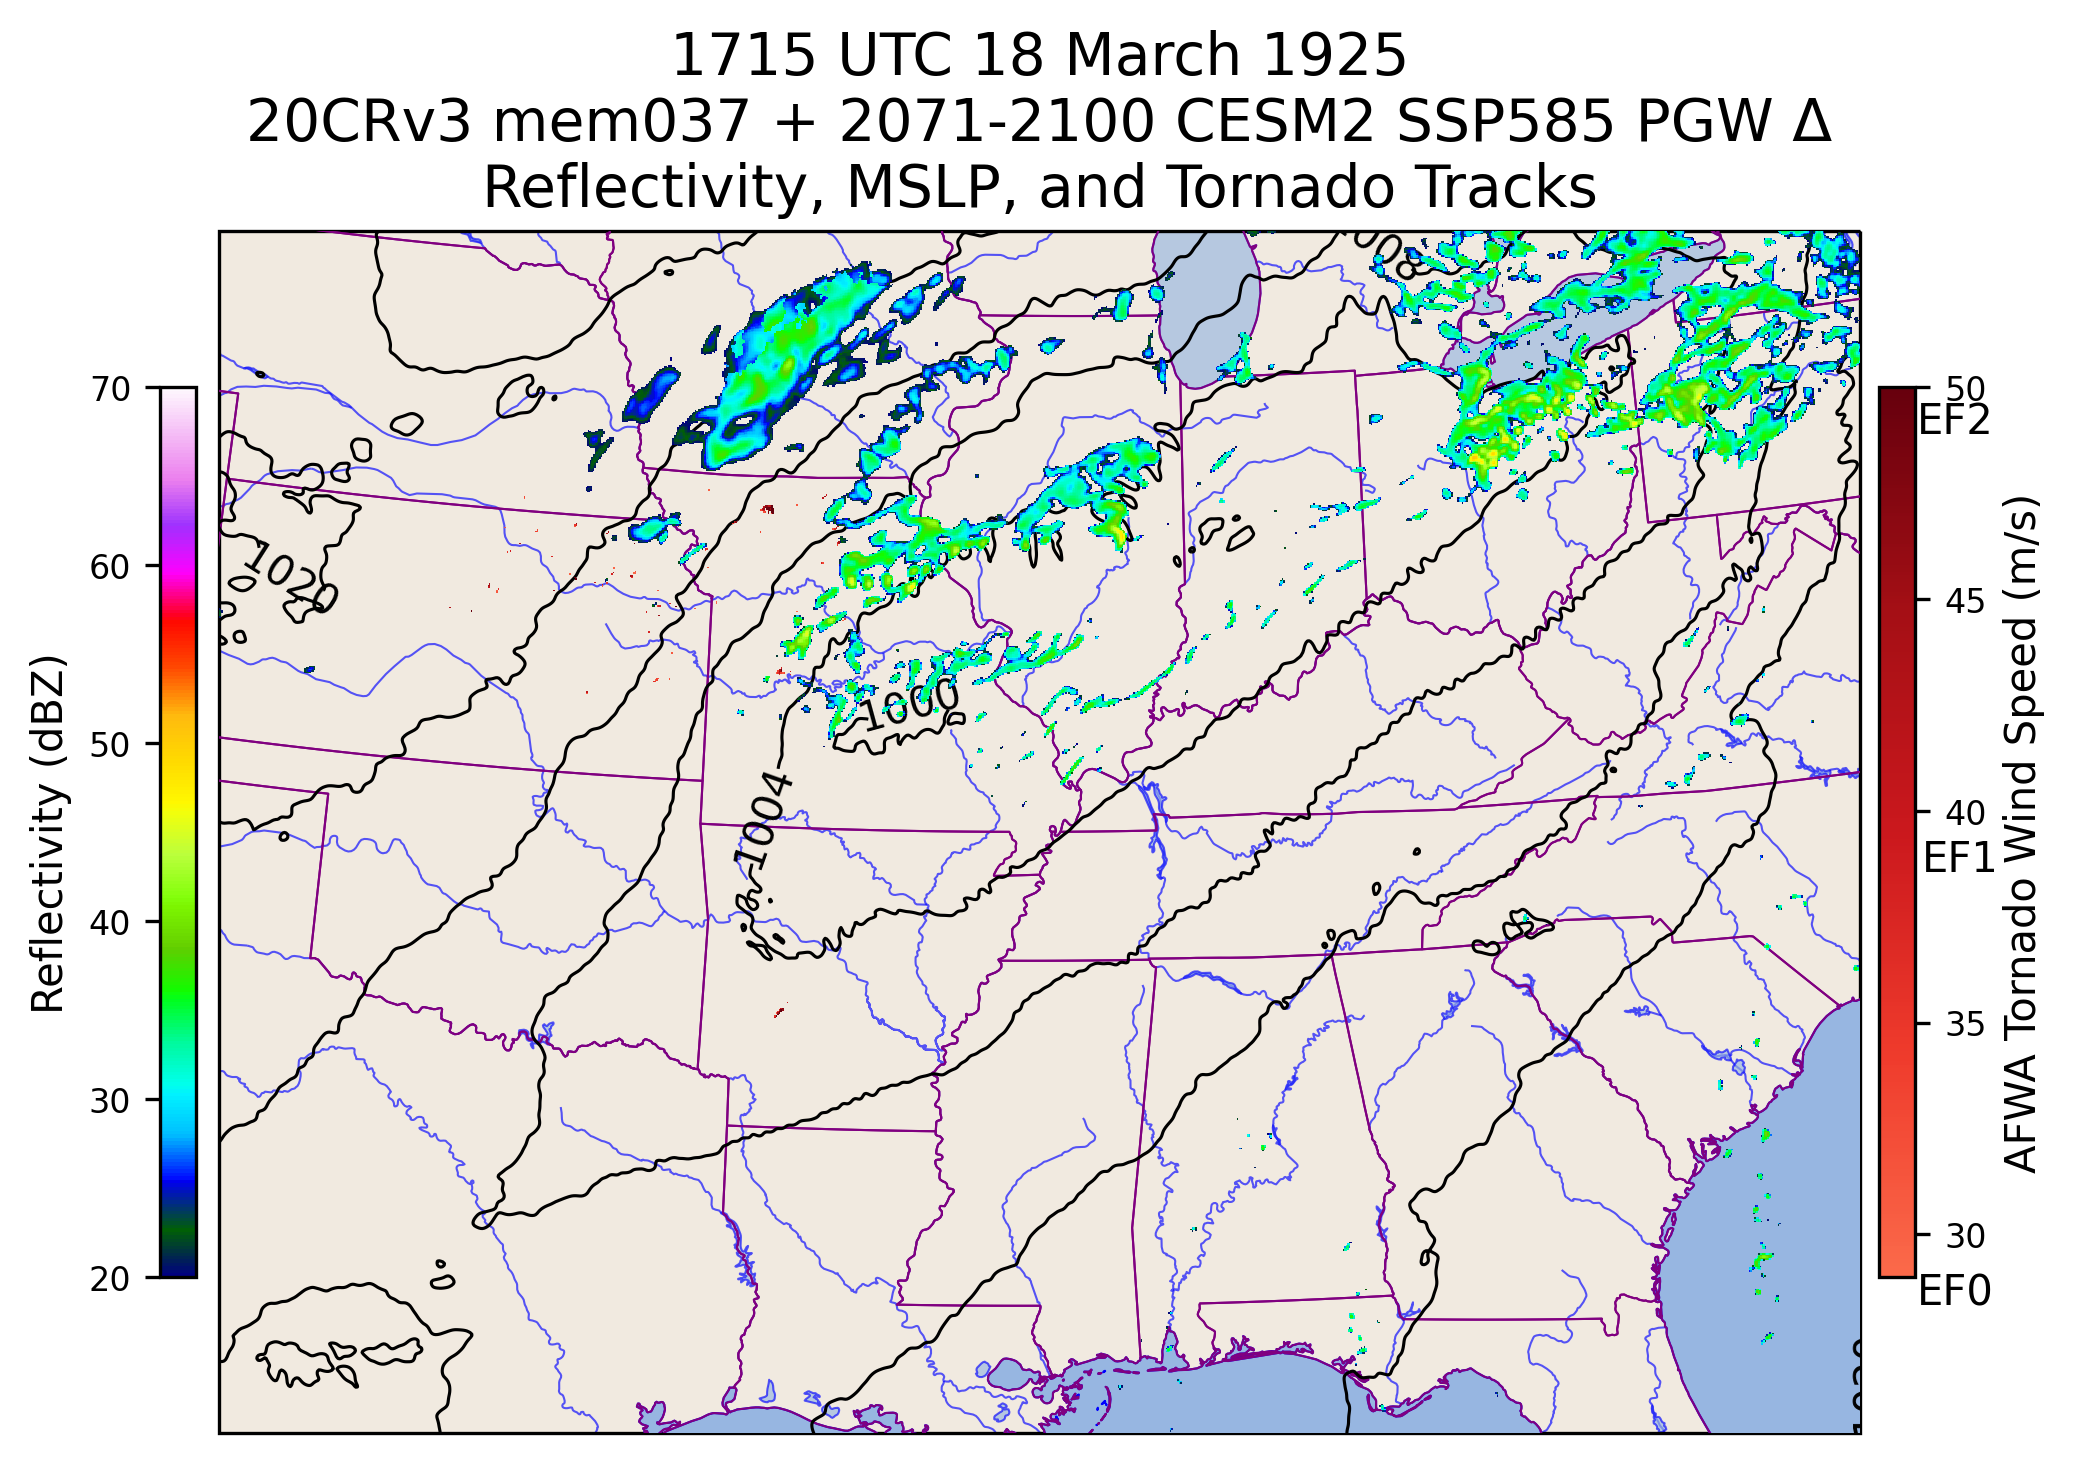 1715 UTC 18 March 1925
20CRv3 mem037 + 2071-2100 CESM2 SSP585 PGW Δ
Reflectivity, MSLP, and Tornado Tracks
70
60
50
40
30
20
Reflectivity (dBZ)
1020
1000
1004
50
EF2
45
40
EF1
35
30
EF0
AFWA Tornado Wind Speed (m/s)